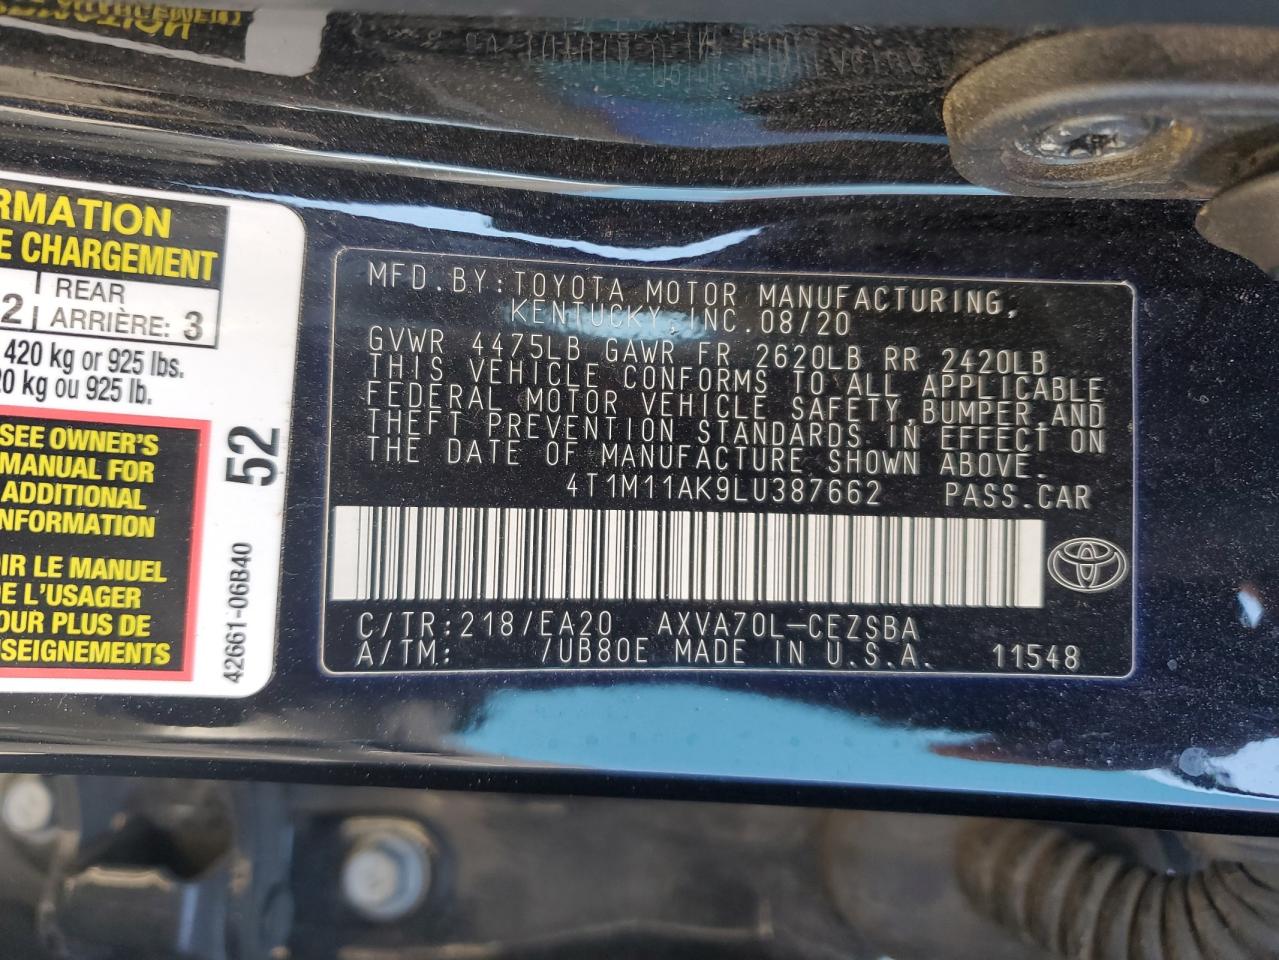 RMATION
E CHARGEMENT
2 REAR
ARRIÈRE: 3
420 kg or 925 lbs.
20 kg ou 925 lb.
SEE OWNER'S
MANUAL FOR
ADDITIONAL
INFORMATION
IR LE MANUEL
DE L'USAGER
OUR PLUS DE
NSEIGNEMENTS
52
42661-06B40
MFD.BY:TOYOTA MOTOR MANUFACTURING,
KENTUCKY,INC.08/20
GVWR 4475LB GAWR FR 2620LB RR 2420LB
THIS VEHICLE CONFORMS TO ALL APPLICABLE
FEDERAL MOTOR VEHICLE SAFETY,BUMPER,AND
THEFT PREVENTION STANDARDS IN EFFECT ON
THE DATE OF MANUFACTURE SHOWN ABOVE.
4T1M11AK9LU387662 PASS.CAR
C/TR:218/EA20 AXVA70L-CEZSBA
A/TM: /UB80E MADE IN U.S.A. 11548